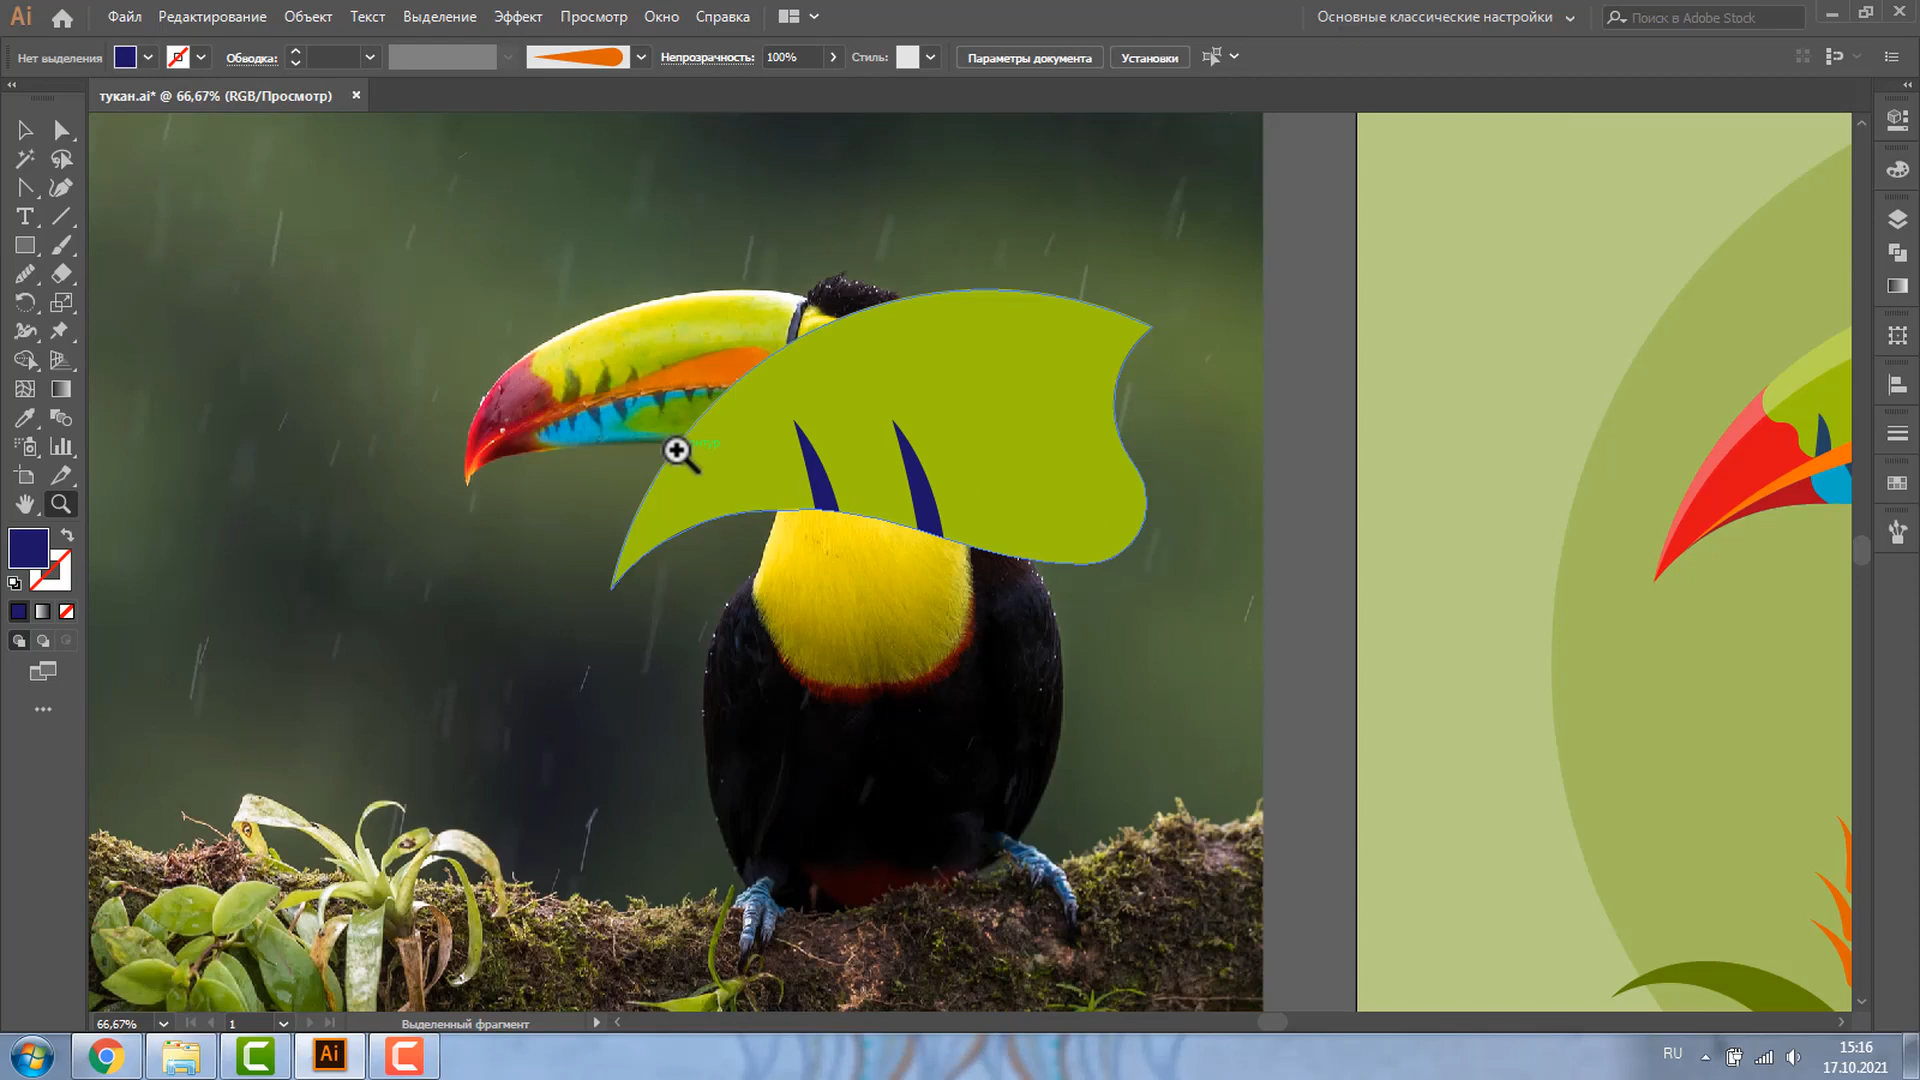 Ai Файл Редактирование Объект Текст Выделение Эффект Просмотр Окно Справка Основные классические настройки Поиск в Adobe Stock
Нет выделения Обводка: Непрозрачность: 100% Стиль: Параметры документа Установки
тукан.ai* @ 66,67% (RGB/Просмотр)
66,67% 1 Выделенный фрагмент
Ai RU 15:16
17.10.2021